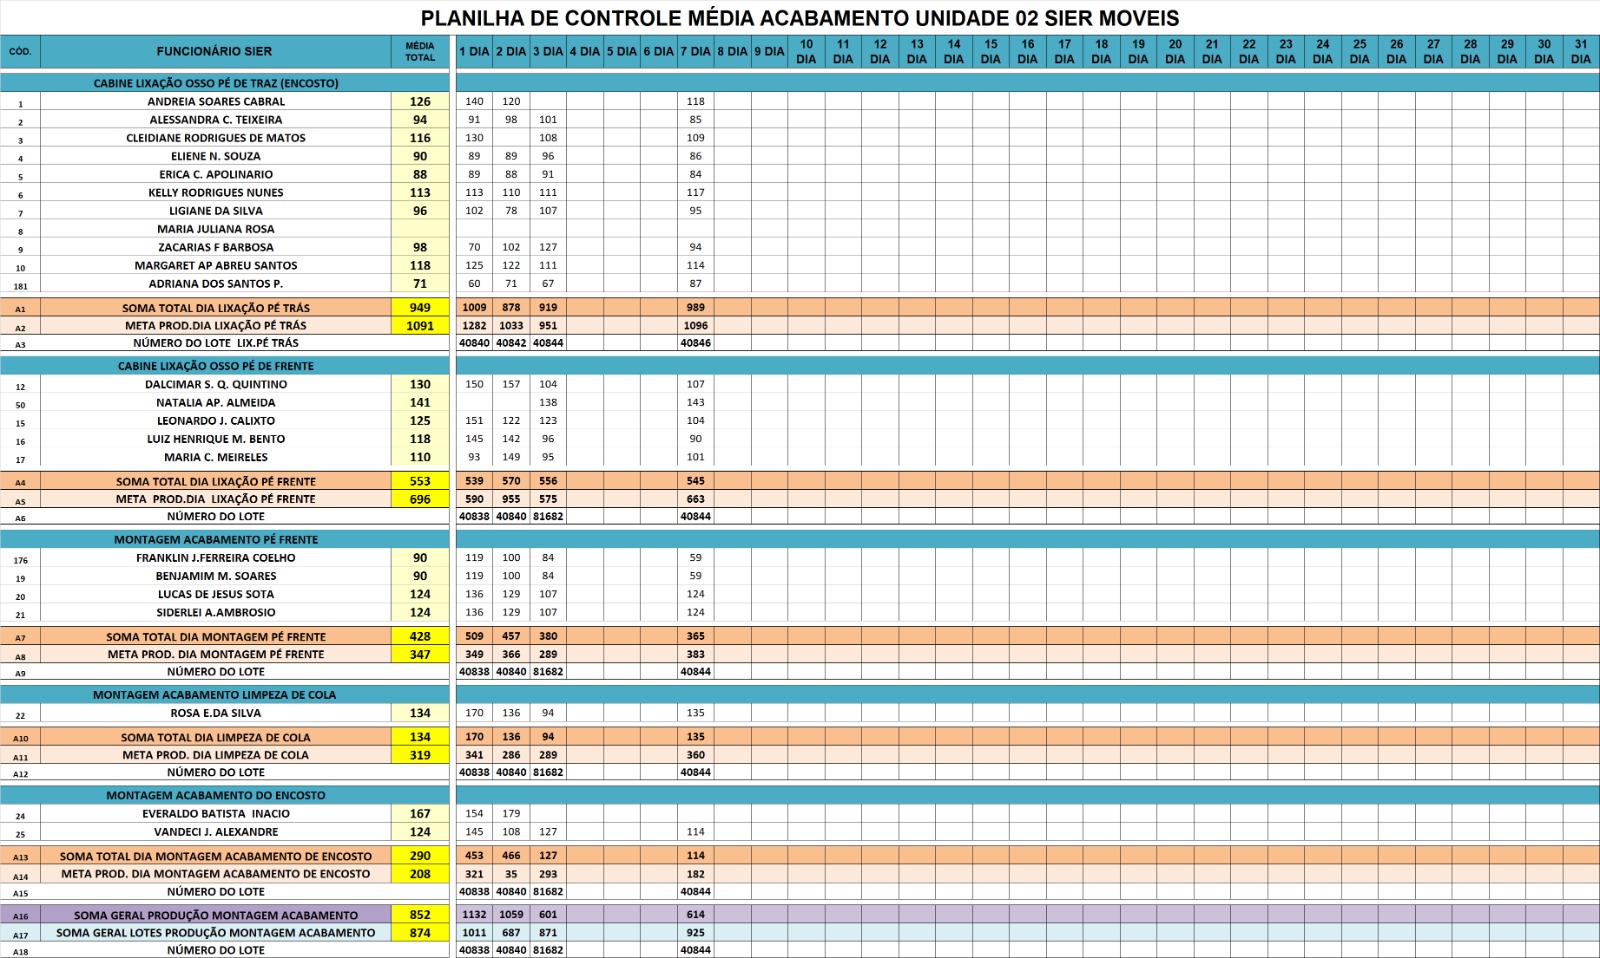 PLANILHA DE CONTROLE MÉDIA ACABAMENTO UNIDADE 02 SIER MOVEIS
CÓD. FUNCIONÁRIO SIER MÉDIA TOTAL 1 DIA 2 DIA 3 DIA 4 DIA 5 DIA 6 DIA 7 DIA 8 DIA 9 DIA 10 DIA 11 DIA 12 DIA 13 DIA 14 DIA 15 DIA 16 DIA 17 DIA 18 DIA 19 DIA 20 DIA 21 DIA 22 DIA 23 DIA 24 DIA 25 DIA 26 DIA 27 DIA 28 DIA 29 DIA 30 DIA 31 DIA
CABINE LIXAÇÃO OSSO PÉ DE TRAZ (ENCOSTO)
1 ANDREIA SOARES CABRAL 126 140 120 118
2 ALESSANDRA C. TEIXEIRA 94 91 98 101 85
3 CLEIDIANE RODRIGUES DE MATOS 116 130 108 109
4 ELIENE N. SOUZA 90 89 89 96 86
5 ERICA C. APOLINARIO 88 89 88 91 84
6 KELLY RODRIGUES NUNES 113 113 110 111 117
7 LIGIANE DA SILVA 96 102 78 107 95
8 MARIA JULIANA ROSA
9 ZACARIAS F BARBOSA 98 70 102 127 94
10 MARGARET AP ABREU SANTOS 118 125 122 111 114
181 ADRIANA DOS SANTOS P. 71 60 71 67 87
A1 SOMA TOTAL DIA LIXAÇÃO PÉ TRÁS 949 1009 878 919 989
A2 META PROD.DIA LIXAÇÃO PÉ TRÁS 1091 1282 1033 951 1096
A3 NÚMERO DO LOTE LIX.PÉ TRÁS 40840 40842 40844 40846
CABINE LIXAÇÃO OSSO PÉ DE FRENTE
12 DALCIMAR S. Q. QUINTINO 130 150 157 104 107
50 NATALIA AP. ALMEIDA 141 138 143
15 LEONARDO J. CALIXTO 125 151 122 123 104
16 LUIZ HENRIQUE M. BENTO 118 145 142 96 90
17 MARIA C. MEIRELES 110 93 149 95 101
A4 SOMA TOTAL DIA LIXAÇÃO PÉ FRENTE 553 539 570 556 545
A5 META PROD.DIA LIXAÇÃO PÉ FRENTE 696 590 955 575 663
A6 NÚMERO DO LOTE 40838 40840 81682 40844
MONTAGEM ACABAMENTO PÉ FRENTE
176 FRANKLIN J.FERREIRA COELHO 90 119 100 84 59
19 BENJAMIM M. SOARES 90 119 100 84 59
20 LUCAS DE JESUS SOTA 124 136 129 107 124
21 SIDERLEI A.AMBROSIO 124 136 129 107 124
A7 SOMA TOTAL DIA MONTAGEM PÉ FRENTE 428 509 457 380 365
A8 META PROD. DIA MONTAGEM PÉ FRENTE 347 349 366 289 383
A9 NÚMERO DO LOTE 40838 40840 81682 40844
MONTAGEM ACABAMENTO LIMPEZA DE COLA
22 ROSA E.DA SILVA 134 170 136 94 135
A10 SOMA TOTAL DIA LIMPEZA DE COLA 134 170 136 94 135
A11 META PROD. DIA LIMPEZA DE COLA 319 341 286 289 360
A12 NÚMERO DO LOTE 40838 40840 81682 40844
MONTAGEM ACABAMENTO DO ENCOSTO
24 EVERALDO BATISTA INACIO 167 154 179
25 VANDECI J. ALEXANDRE 124 145 108 127 114
A13 SOMA TOTAL DIA MONTAGEM ACABAMENTO DE ENCOSTO 290 453 466 127 114
A14 META PROD. DIA MONTAGEM ACABAMENTO DE ENCOSTO 208 321 35 293 182
A15 NÚMERO DO LOTE 40838 40840 81682 40844
A16 SOMA GERAL PRODUÇÃO MONTAGEM ACABAMENTO 852 1132 1059 601 614
A17 SOMA GERAL LOTES PRODUÇÃO MONTAGEM ACABAMENTO 874 1011 687 871 925
A18 NÚMERO DO LOTE 40838 40840 81682 40844